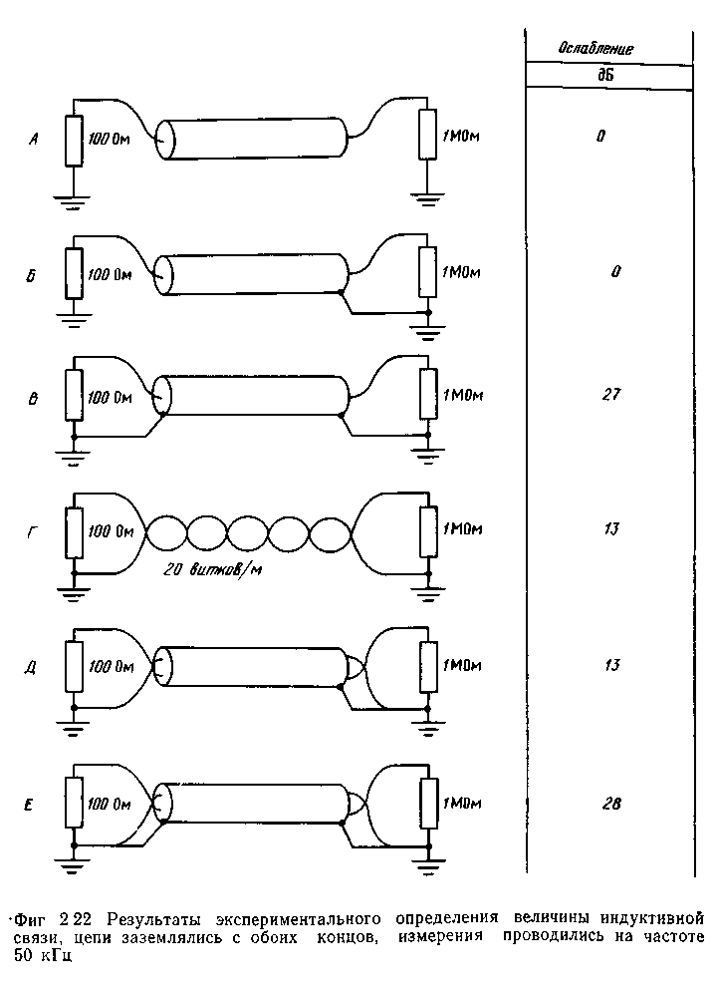 Ослабление
дБ
А 100 Ом 1 МОм 0
Б 100 Ом 1 МОм 0
В 100 Ом 1 МОм 27
Г 100 Ом 1 МОм 13
20 витков/м
Д 100 Ом 1 МОм 13
Е 100 Ом 1 МОм 28
Фиг 2 22 Результаты экспериментального определения величины индуктивной
связи, цепи заземлялись с обоих концов, измерения проводились на частоте
50 кГц